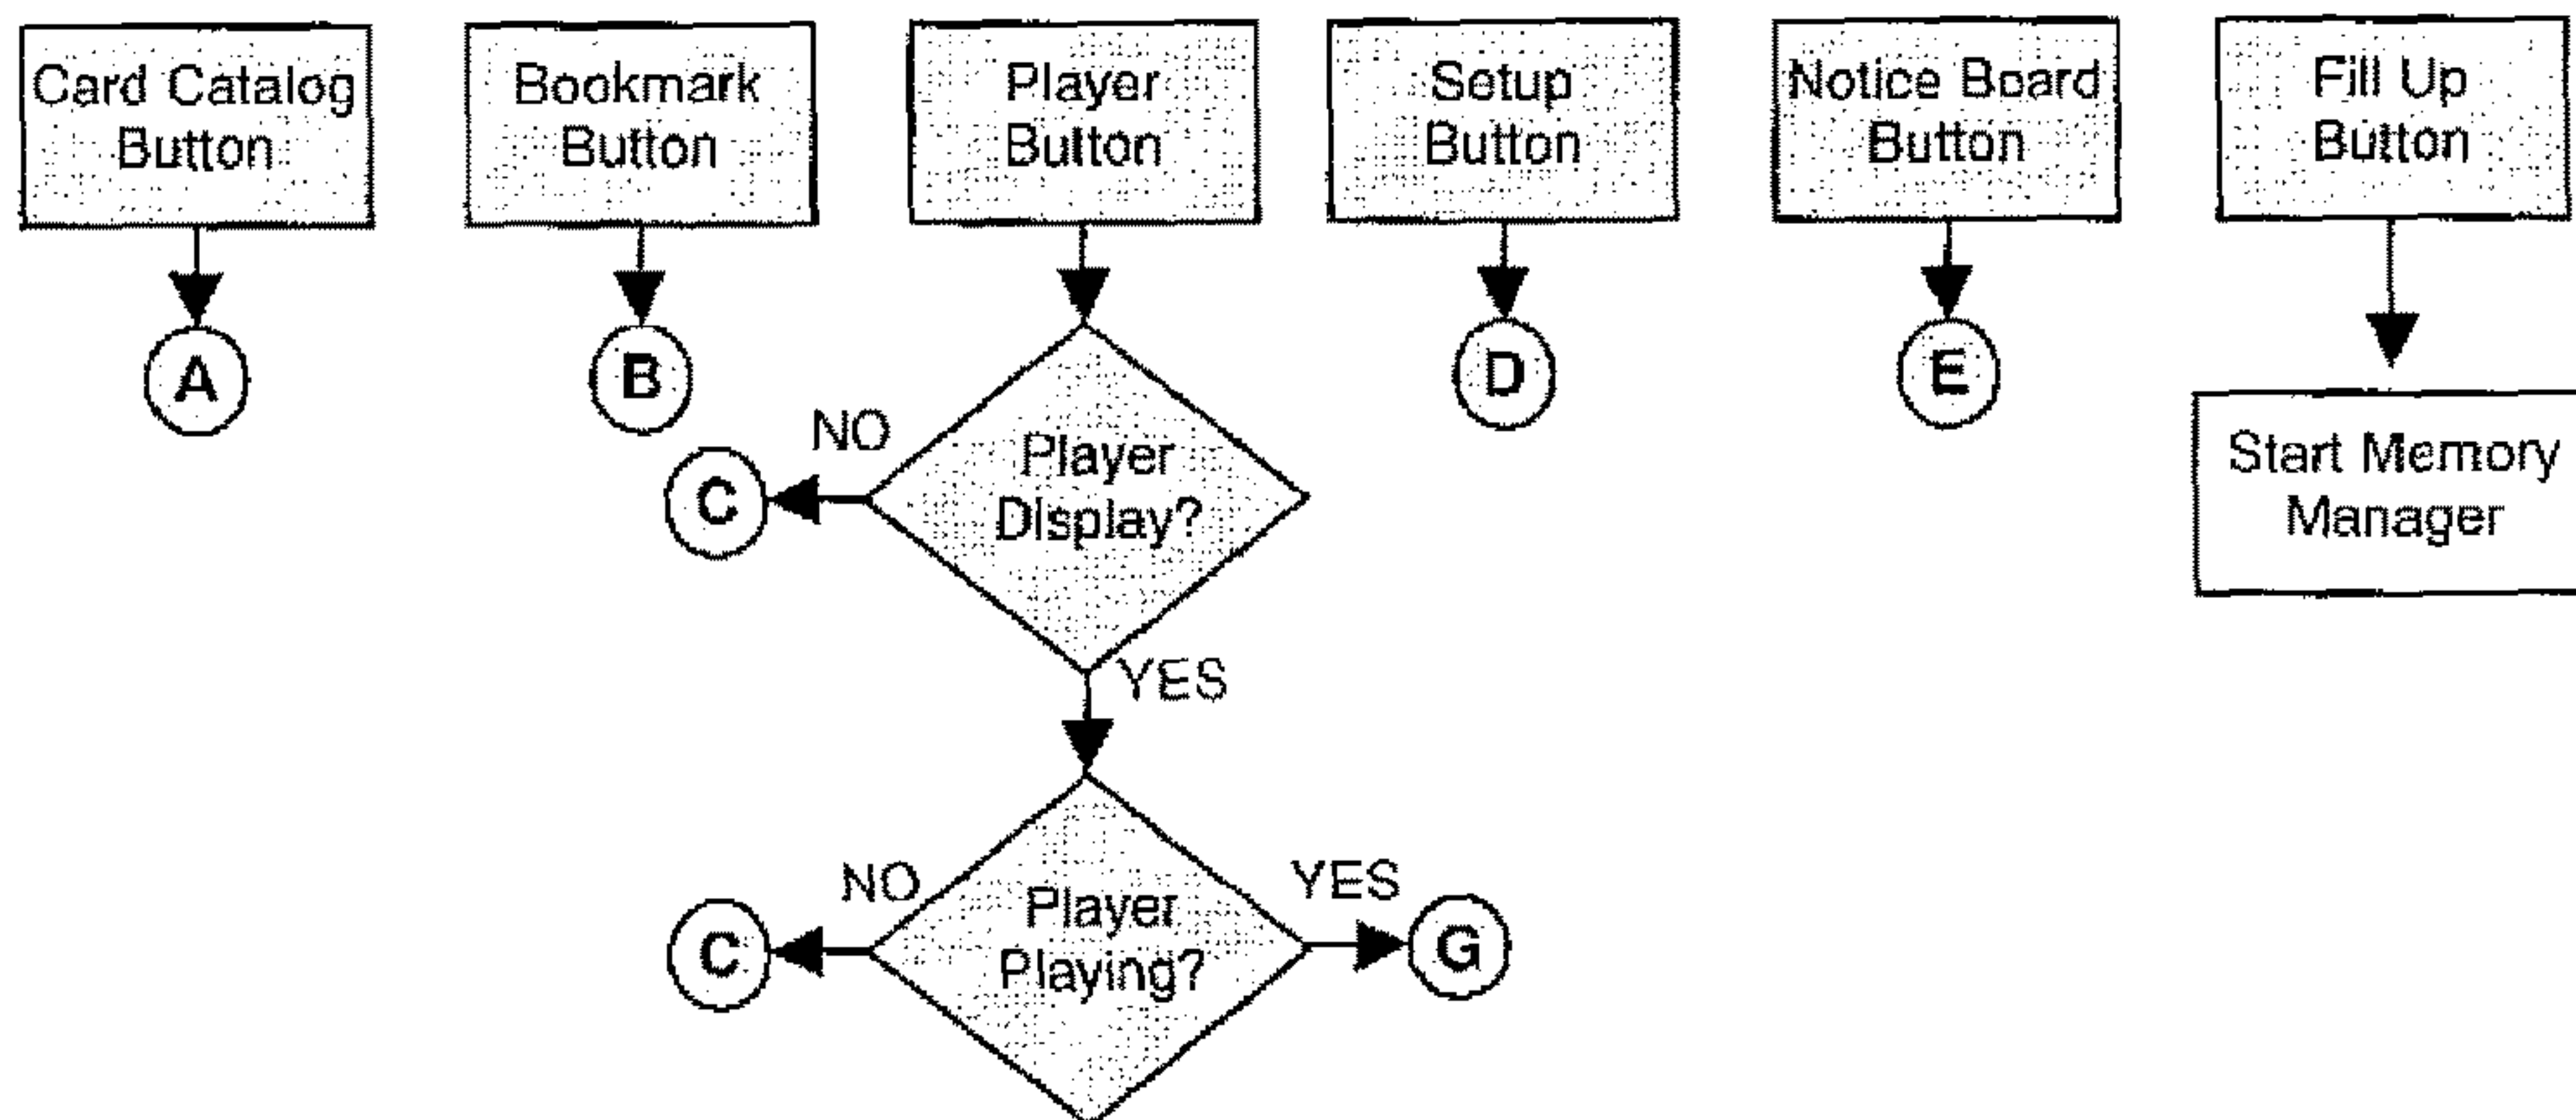 Card Catalog
Button
Bookmark
Button
Player
Button
Setup
Button
Notice Board
Button
Fill Up
Button
A
B
D
E
NO
C
Player
Display?
Start Memory
Manager
YES
NO
YES
C
Player
Playing?
G